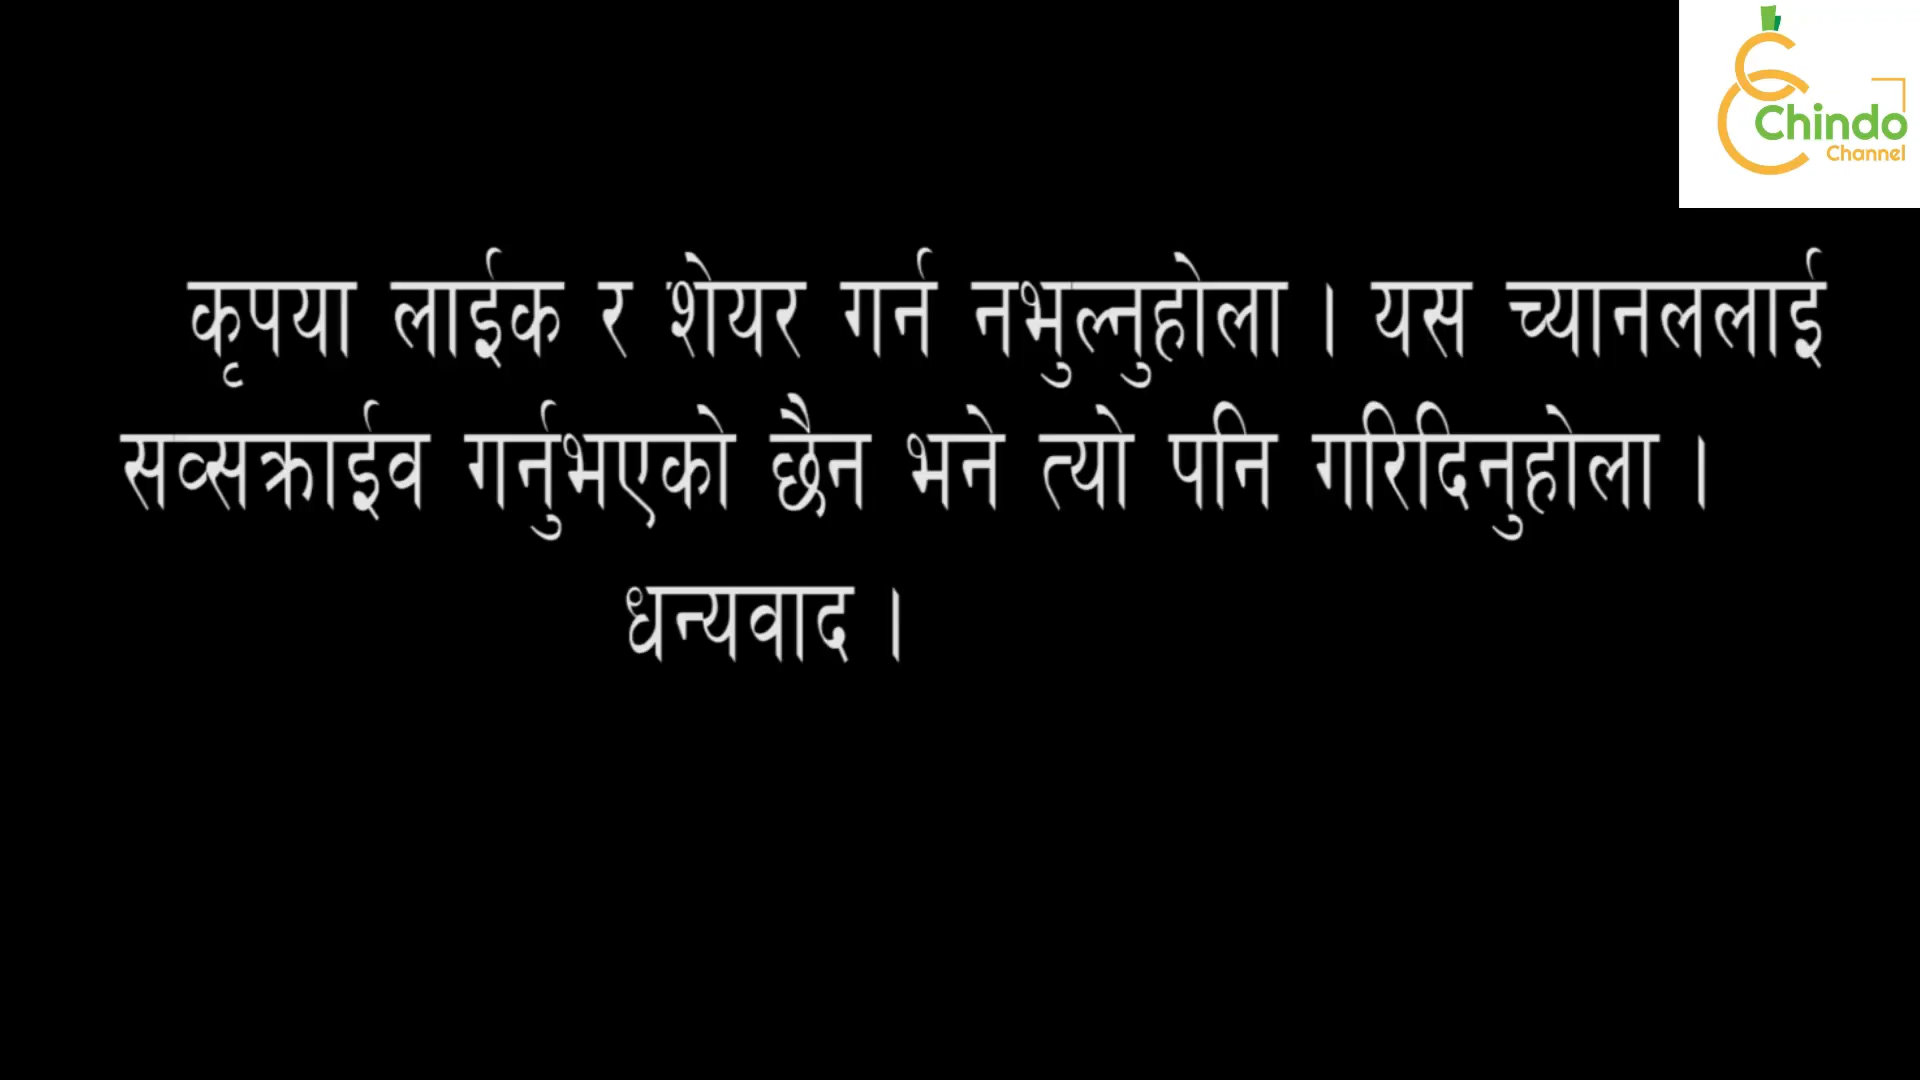 Chindo
Channel
कृपया लाईक र शेयर गर्न नभुल्नुहोला । यस च्यानललाई
सव्सक्राईव गर्नुभएको छैन भने त्यो पनि गरिदिनुहोला ।
धन्यवाद ।